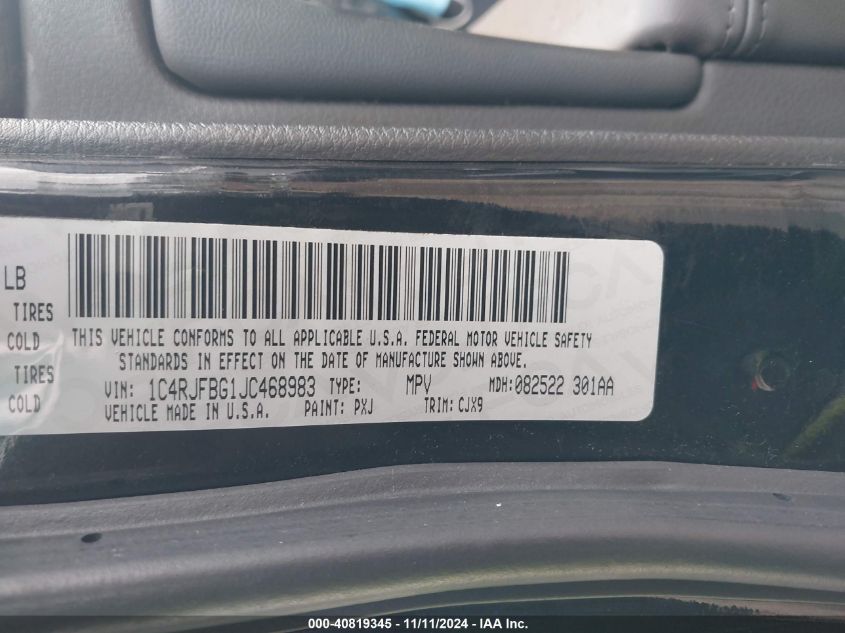 LB
TIRES
COLD
TIRES
COLD
THIS VEHICLE CONFORMS TO ALL APPLICABLE U.S.A. FEDERAL MOTOR VEHICLE SAFETY
STANDARDS IN EFFECT ON THE DATE OF MANUFACTURE SHOWN ABOVE.
VIN: 1C4RJFBG1JC468983 TYPE: MPV MDH:082522 301AA
VEHICLE MADE IN U.S.A. PAINT: PXJ TRIM: CJX9
000-40819345 - 11/11/2024 - IAA Inc.